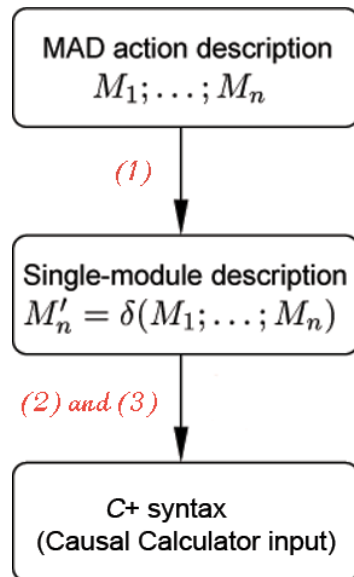 MAD action description
M₁; . . . ; Mₙ
(1)
Single-module description
M′ₙ = δ(M₁; . . . ; Mₙ)
(2) and (3)
C+ syntax
(Causal Calculator input)